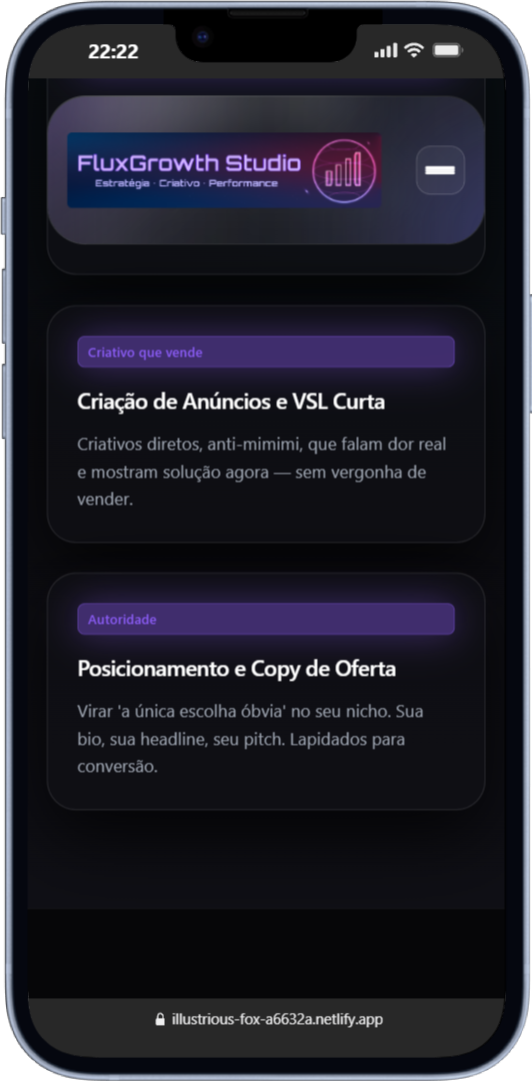 22:22
FluxGrowth Studio
Estratégia · Criativo · Performance
Criativo que vende
Criação de Anúncios e VSL Curta
Criativos diretos, anti-mimimi, que falam dor real
e mostram solução agora — sem vergonha de
vender.
Autoridade
Posicionamento e Copy de Oferta
Virar 'a única escolha óbvia' no seu nicho. Sua
bio, sua headline, seu pitch. Lapidados para
conversão.
illustrious-fox-a6632a.netlify.app